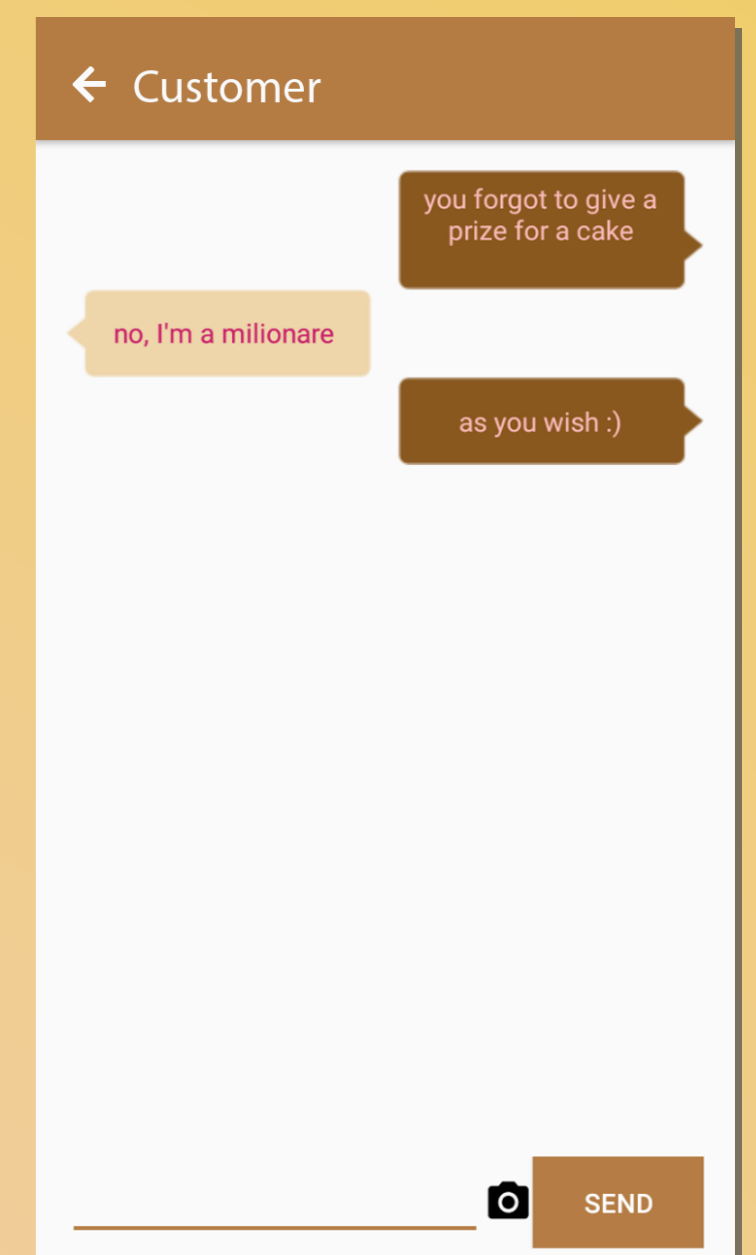 Customer
you forgot to give a
prize for a cake
no, I'm a milionare
as you wish :)
SEND